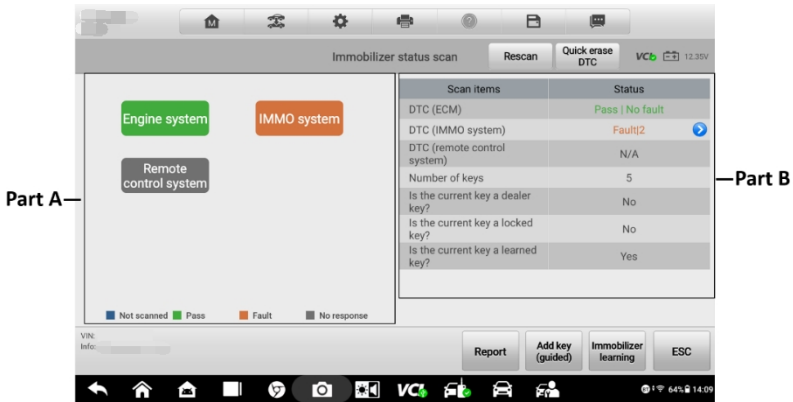 M
Immobilizer status scan
Rescan
Quick erase
DTC
VCI
12.35V
Engine system
IMMO system
Remote
control system
Part A
Not scanned
Pass
Fault
No response
Scan items
Status
DTC (ECM)
Pass | No fault
DTC (IMMO system)
Fault|2
DTC (remote control
system)
N/A
Number of keys
5
Is the current key a dealer
key?
No
Is the current key a locked
key?
No
Is the current key a learned
key?
Yes
Part B
VIN:
Info:
Report
Add key
(guided)
Immobilizer
learning
ESC
VCI
64%
14:09